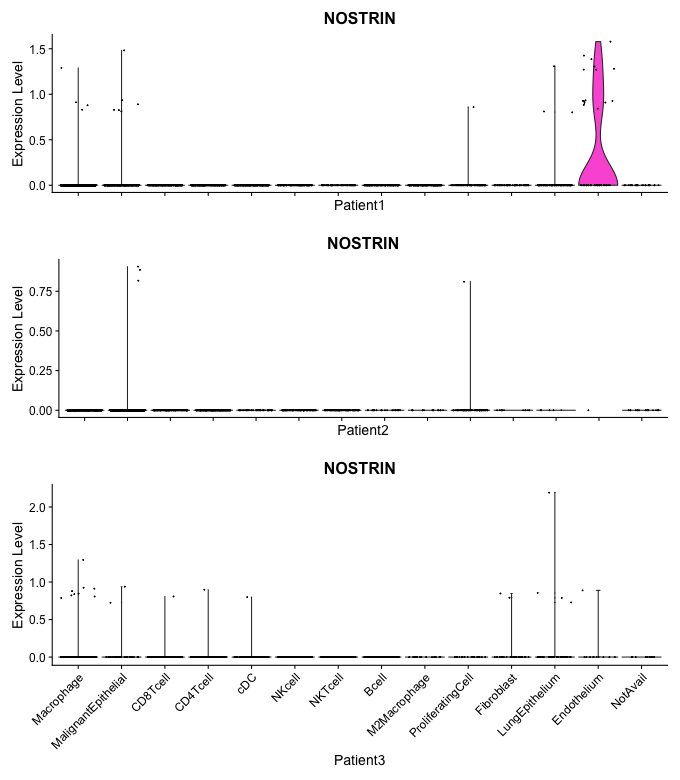 NOSTRIN
Expression Level
1.5
1.0
0.5
0.0
Patient1
NOSTRIN
Expression Level
0.75
0.50
0.25
0.00
Patient2
NOSTRIN
Expression Level
2.0
1.5
1.0
0.5
0.0
Macrophage
MalignantEpithelial
CD8Tcell
CD4Tcell
cDC
NKcell
NKTcell
Bcell
M2Macrophage
ProliferatingCell
Fibroblast
LungEpithelium
Endothelium
NotAvail
Patient3